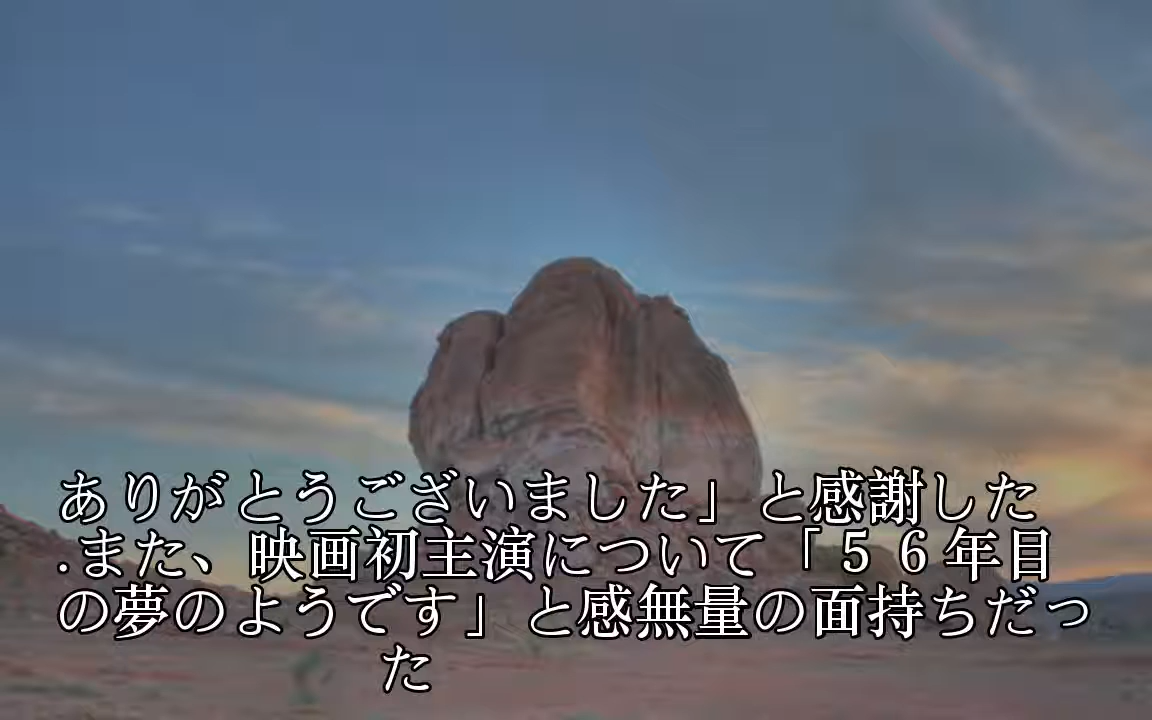 ありがとうございました」と感謝した
.また、映画初主演について「５６年目
の夢のようです」と感無量の面持ちだっ
た